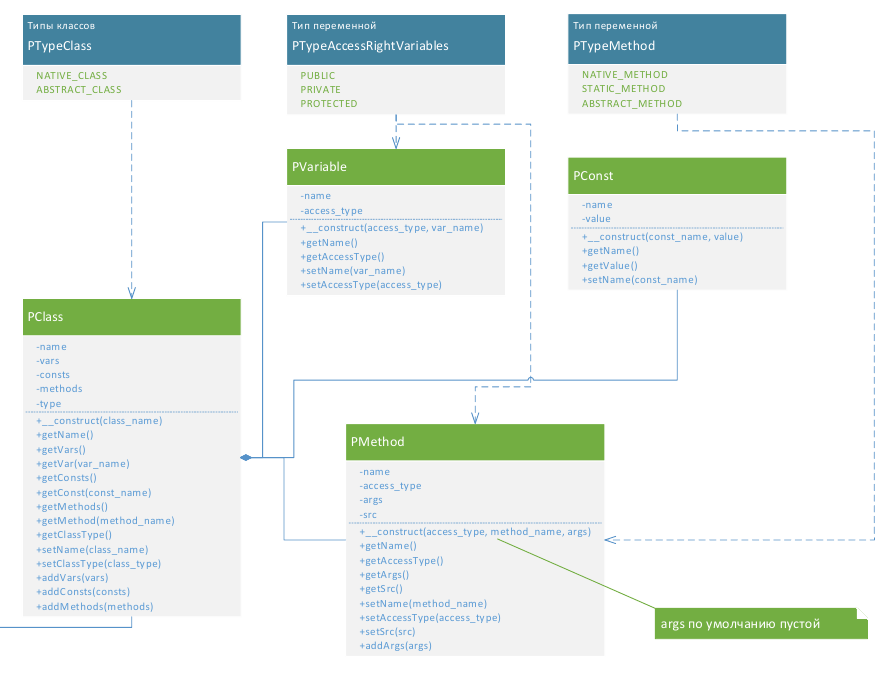 Типы классов
PTypeClass
NATIVE_CLASS
ABSTRACT_CLASS
Тип переменной
PTypeAccessRightVariables
PUBLIC
PRIVATE
PROTECTED
Тип переменной
PTypeMethod
NATIVE_METHOD
STATIC_METHOD
ABSTRACT_METHOD
PVariable
-name
-access_type
+__construct(access_type, var_name)
+getName()
+getAccessType()
+setName(var_name)
+setAccessType(access_type)
PConst
-name
-value
+__construct(const_name, value)
+getName()
+getValue()
+setName(const_name)
PClass
-name
-vars
-consts
-methods
-type
+__construct(class_name)
+getName()
+getVars()
+getVar(var_name)
+getConsts()
+getConst(const_name)
+getMethods()
+getMethod(method_name)
+getClassType()
+setName(class_name)
+setClassType(class_type)
+addVars(vars)
+addConsts(consts)
+addMethods(methods)
PMethod
-name
-access_type
-args
-src
+__construct(access_type, method_name, args)
+getName()
+getAccessType()
+getArgs()
+getSrc()
+setName(method_name)
+setAccessType(access_type)
+setSrc(src)
+addArgs(args)
args по умолчанию пустой